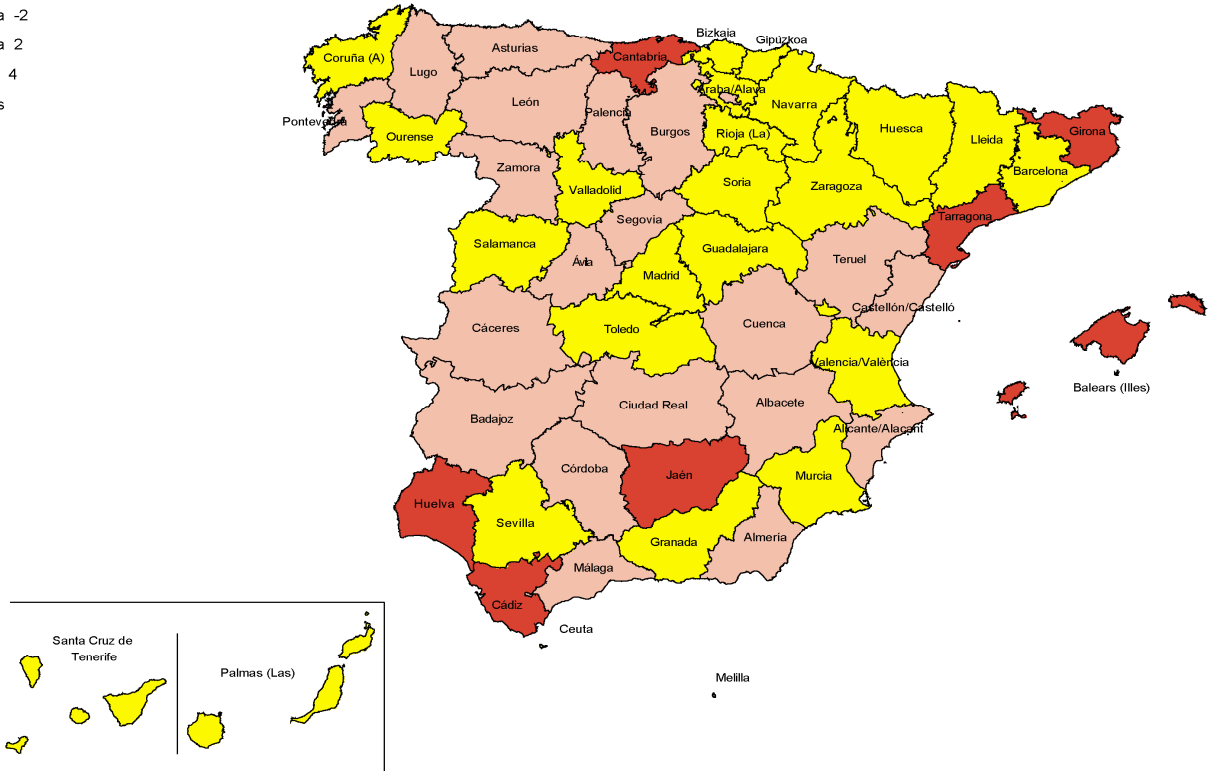 a -2
a 2
4
s
Bizkaia
Gipúzkoa
Asturias
Cantabria
Coruña (A)
Lugo
León
Palencia
Araba/Alava
Navarra
Pontevedra
Ourense
Burgos
Rioja (La)
Huesca
Lleida
Girona
Barcelona
Zamora
Valladolid
Soria
Zaragoza
Segovia
Tarragona
Salamanca
Ávila
Guadalajara
Madrid
Teruel
Castellón/Castelló
Cáceres
Toledo
Cuenca
Valencia/València
Balears (Illes)
Badajoz
Ciudad Real
Albacete
Alicante/Alacant
Córdoba
Jaén
Murcia
Huelva
Sevilla
Granada
Almería
Málaga
Cádiz
Ceuta
Melilla
Santa Cruz de
Tenerife
Palmas (Las)